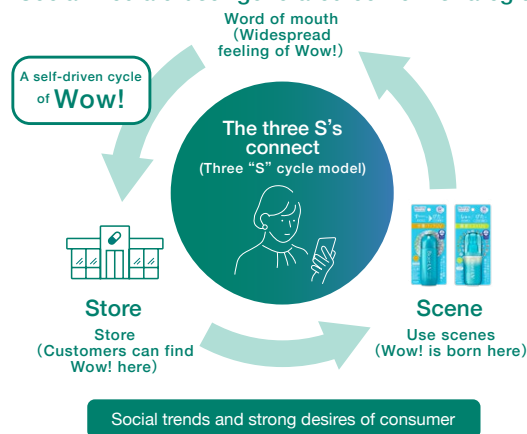 Word of mouth
(Widespread
feeling of Wow!)
A self-driven cycle
of Wow!
The three S's
connect
(Three “S” cycle model)
Store
Store
(Customers can find
Wow! here)
Scene
Use scenes
(Wow! is born here)
Social trends and strong desires of consumer